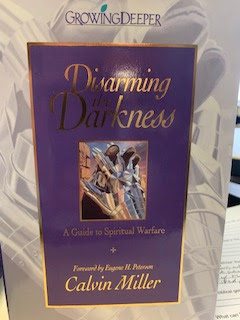 GROWINGDEEPER
Disarming
the
Darkness
A Guide to Spiritual Warfare
Foreword by Eugene H. Peterson
Calvin Miller